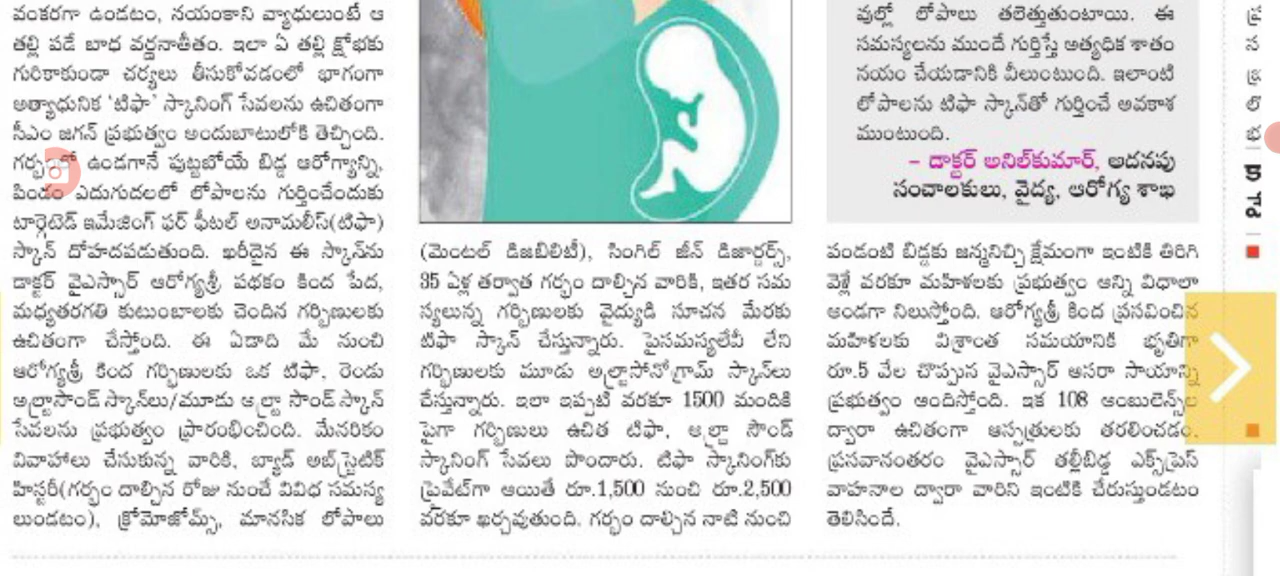 వంకరగా ఉండటం, నయంకాని వ్యాధులుంటే ఆ
తల్లి పడే బాధ వర్ణనాతీతం. ఇలా ఏ తల్లి క్షోభకు
గురికాకుండా చర్యలు తీసుకోవడంలో భాగంగా
అత్యాధునిక 'టిఫా' స్కానింగ్ సేవలను ఉచితంగా
సీఎం జగన్ ప్రభుత్వం అందుబాటులోకి తెచ్చింది.
ఉండగానే పుట్టబోయే బిడ్డ ఆరోగ్యాన్ని,
పిండం ఎదుగుదలలో లోపాలను గుర్తించేందుకు
టార్గెటెడ్ ఇమేజింగ్ ఫర్ ఫీటల్ అనామలీస్(టిఫా)
స్కాన్ దోహదపడుతుంది. ఖరీదైన ఈ స్కాన్‌ను
డాక్టర్ వైఎస్సార్ ఆరోగ్యశ్రీ పథకం కింద పేద,
మధ్యతరగతి కుటుంబాలకు చెందిన గర్భిణులకు
ఉచితంగా చేస్తోంది. ఈ ఏడాది మే నుంచి
ఆరోగ్యశ్రీ కింద గర్భిణులకు ఒక టిఫా, రెండు
అల్ట్రాసౌండ్ స్కాన్‌లు/మూడు అల్ట్రా సౌండ్ స్కాన్
సేవలను ప్రభుత్వం ప్రారంభించింది. మేనరికం
వివాహాలు చేసుకున్న వారికి, బ్యాడ్ అబ్‌స్టెటిక్
హిస్టరీ(గర్భం దాల్చిన రోజు నుంచే వివిధ సమస్య
లుండటం), క్రోమోజోమ్స్, మానసిక లోపాలు
(మెంటల్ డిజబిలిటీ), సింగిల్ జీన్ డిజార్డర్స్,
35 ఏళ్ల తర్వాత గర్భం దాల్చిన వారికి, ఇతర సమ
స్యలున్న గర్భిణులకు వైద్యుడి సూచన మేరకు
టిఫా స్కాన్ చేస్తున్నారు. పైసమస్యలేవీ లేని
గర్భిణులకు మూడు అల్ట్రాసోనోగ్రామ్ స్కాన్‌లు
చేస్తున్నారు. ఇలా ఇప్పటి వరకూ 1500 మందికి
పైగా గర్భిణులు ఉచిత టిఫా, అల్ట్రా సౌండ్
స్కానింగ్ సేవలు పొందారు. టిఫా స్కానింగ్‌కు
ప్రైవేట్‌గా అయితే రూ.1,500 నుంచి రూ.2,500
వరకూ ఖర్చవుతుంది. గర్భం దాల్చిన నాటి నుంచి
వుల్లో లోపాలు తలెత్తుతుంటాయి. ఈ
సమస్యలను ముందే గుర్తిస్తే అత్యధిక శాతం
నయం చేయడానికి వీలుంటుంది. ఇలాంటి
లోపాలను టిఫా స్కాన్‌తో గుర్తించే అవకాశ
ముంటుంది.
– డాక్టర్ అనిల్‌కుమార్, అదనపు
సంచాలకులు, వైద్య, ఆరోగ్య శాఖ
పండంటి బిడ్డకు జన్మనిచ్చి క్షేమంగా ఇంటికి తిరిగి
వెళ్లే వరకూ మహిళలకు ప్రభుత్వం అన్ని విధాలా
అండగా నిలుస్తోంది. ఆరోగ్యశ్రీ కింద ప్రసవించిన
మహిళలకు విశ్రాంత సమయానికి భృతిగా
రూ.5 వేల చొప్పున వైఎస్సార్ ఆసరా సాయాన్ని
ప్రభుత్వం అందిస్తోంది. ఇక 108 అంబులెన్స్‌ల
ద్వారా ఉచితంగా ఆస్పత్రులకు తరలించడం.
ప్రసవానంతరం వైఎస్సార్ తల్లీబిడ్డ ఎక్స్‌ప్రెస్
వాహనాల ద్వారా వారిని ఇంటికి చేరుస్తుండటం
తెలిసిందే.